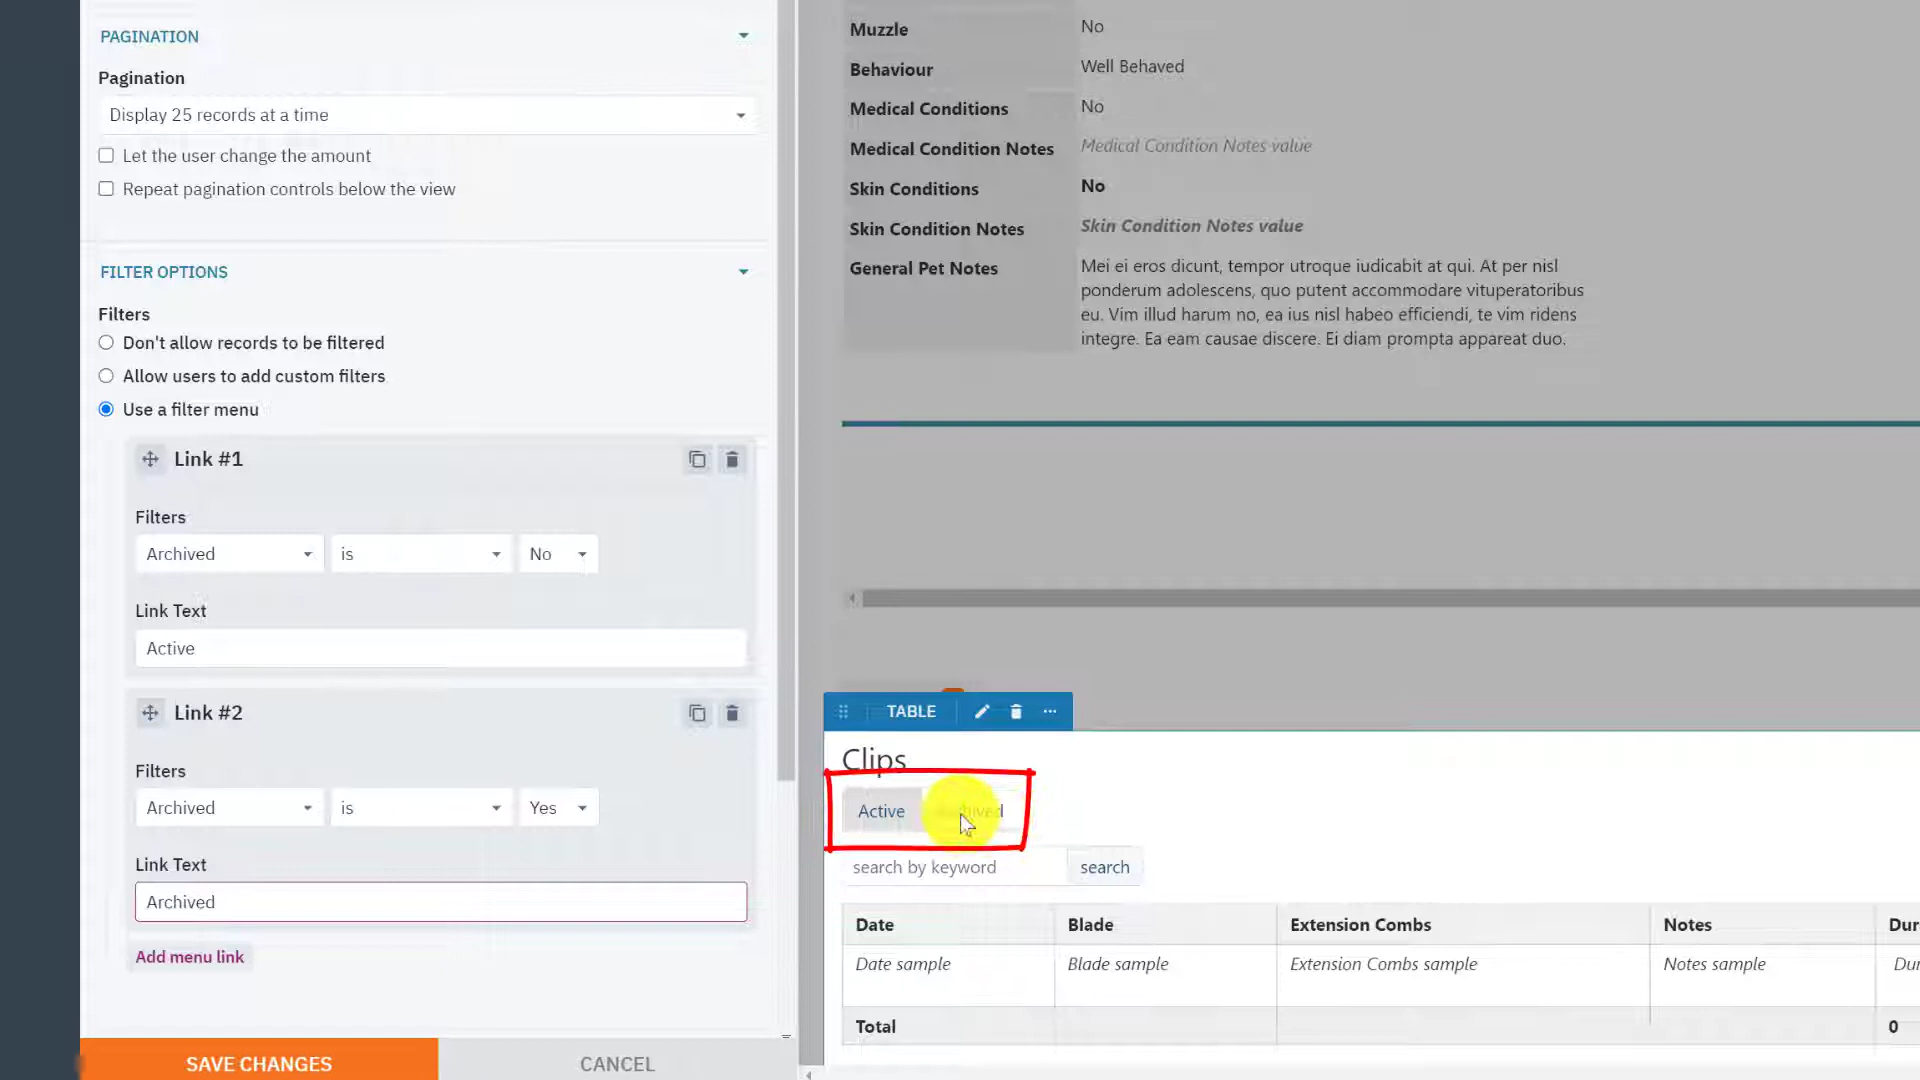 PAGINATION
Pagination
Display 25 records at a time
Let the user change the amount
Repeat pagination controls below the view
FILTER OPTIONS
Filters
Don't allow records to be filtered
Allow users to add custom filters
Use a filter menu
Link #1
Filters
Archived is No
Link Text
Active
Link #2
Filters
Archived is Yes
Link Text
Archived
Add menu link
SAVE CHANGES CANCEL
Muzzle No
Behaviour Well Behaved
Medical Conditions No
Medical Condition Notes Medical Condition Notes value
Skin Conditions No
Skin Condition Notes Skin Condition Notes value
General Pet Notes Mei ei eros dicunt, tempor utroque iudicabit at qui. At per nisl
ponderum adolescens, quo putent accommodare vituperatoribus
eu. Vim illud harum no, ea ius nisl habeo efficiendi, te vim ridens
integre. Ea eam causae discere. Ei diam prompta appareat duo.
TABLE
Clips
Active
search by keyword search
Date Blade Extension Combs Notes Dur
Date sample Blade sample Extension Combs sample Notes sample Dur
Total 0